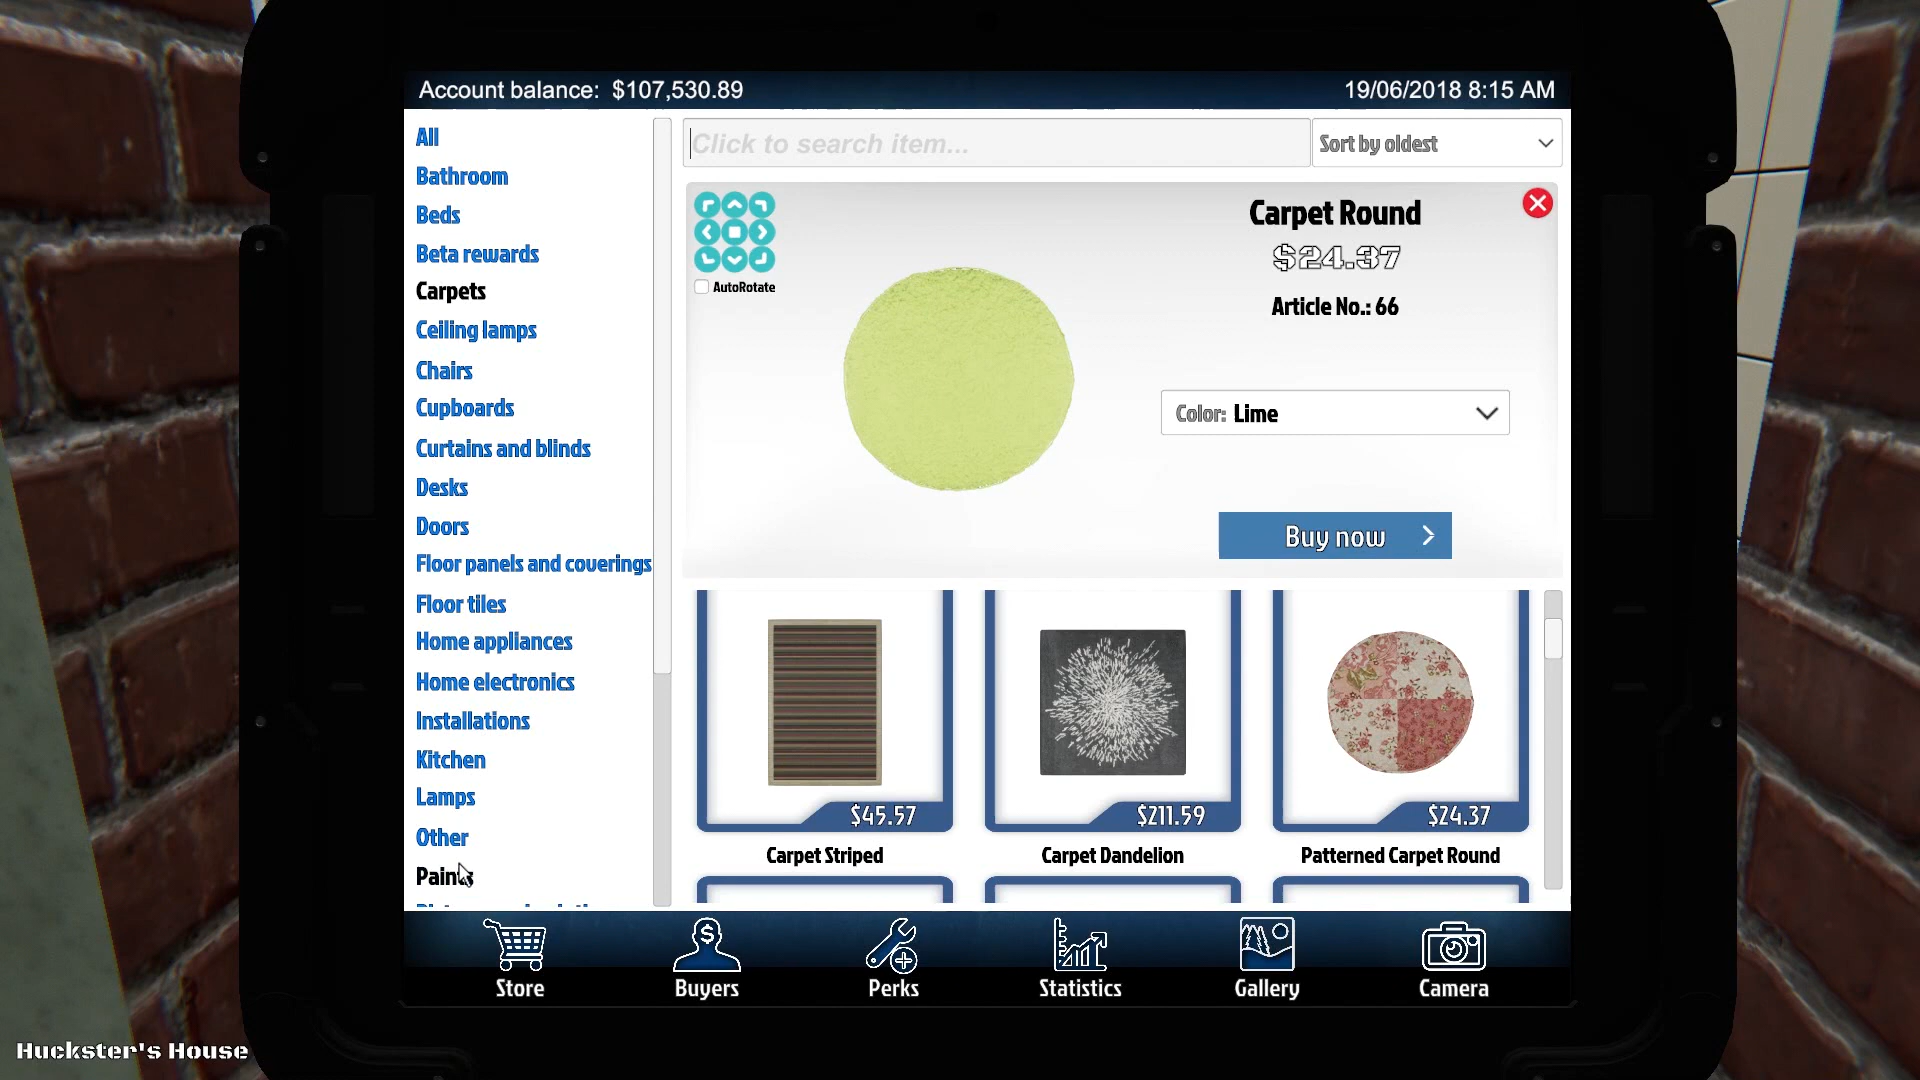 Account balance: $107,530.89
19/06/2018 8:15 AM
All
Bathroom
Beds
Beta rewards
Carpets
Ceiling lamps
Chairs
Cupboards
Curtains and blinds
Desks
Doors
Floor panels and coverings
Floor tiles
Home appliances
Home electronics
Installations
Kitchen
Lamps
Other
Paints
Click to search item...
Sort by oldest
AutoRotate
Carpet Round
$24.37
Article No.: 66
Color: Lime
Buy now
$45.57
$211.59
$24.37
Carpet Striped
Carpet Dandelion
Patterned Carpet Round
Store
Buyers
Perks
Statistics
Gallery
Camera
Huckster's House